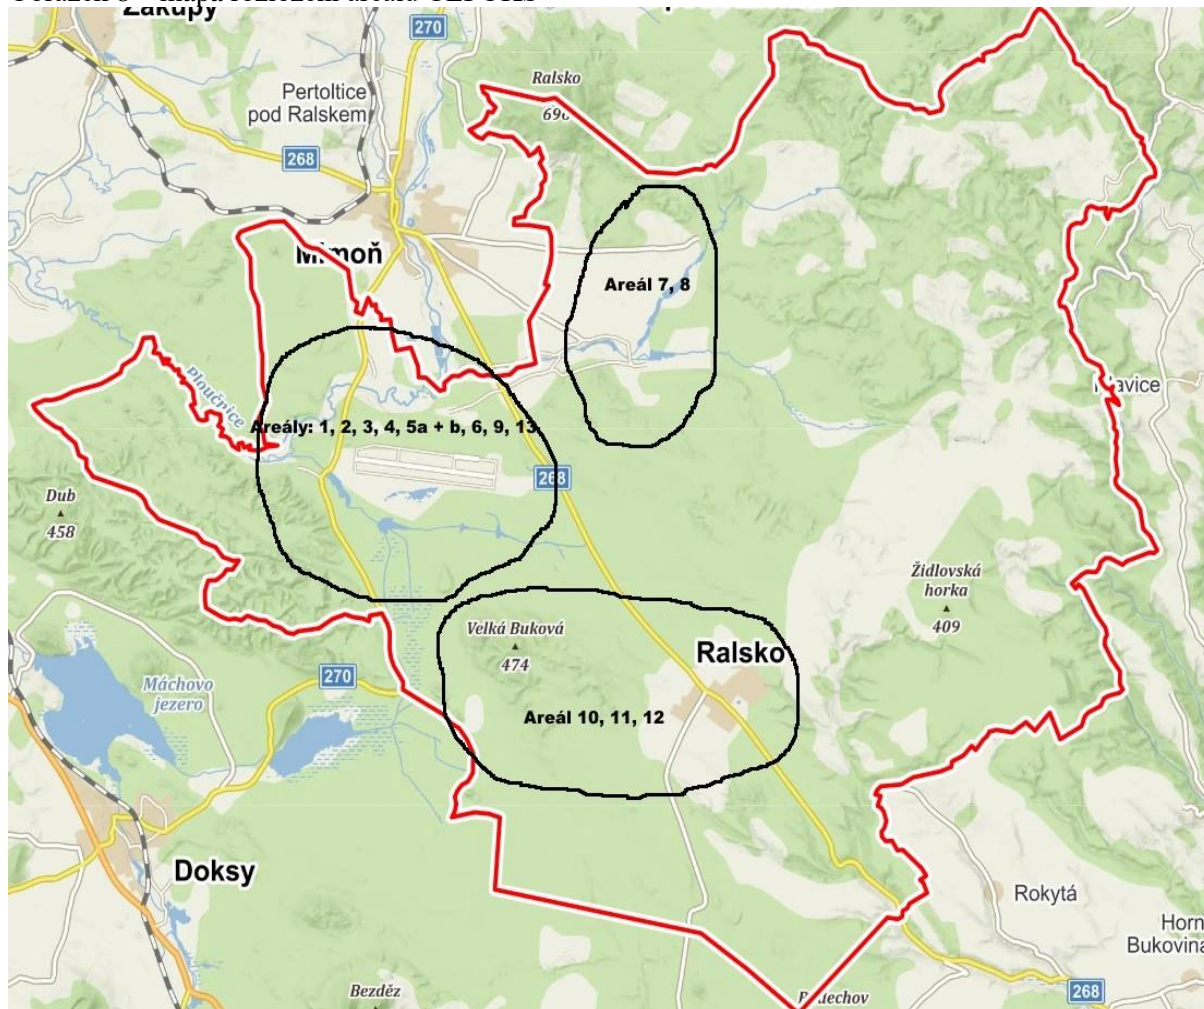 Zákupy
270
Ralsko
696
Pertoltice
pod Ralskem
268
Mimoň
Areál 7, 8
Ploučnice
Areály: 1, 2, 3, 4, 5a + b, 6, 9, 13
268
Dub
458
Židlovská
horka
409
Velká Buková
474
Ralsko
270
Máchovo
jezero
Areál 10, 11, 12
Doksy
Rokytá
Horn
Bukovina
Bezděz
268